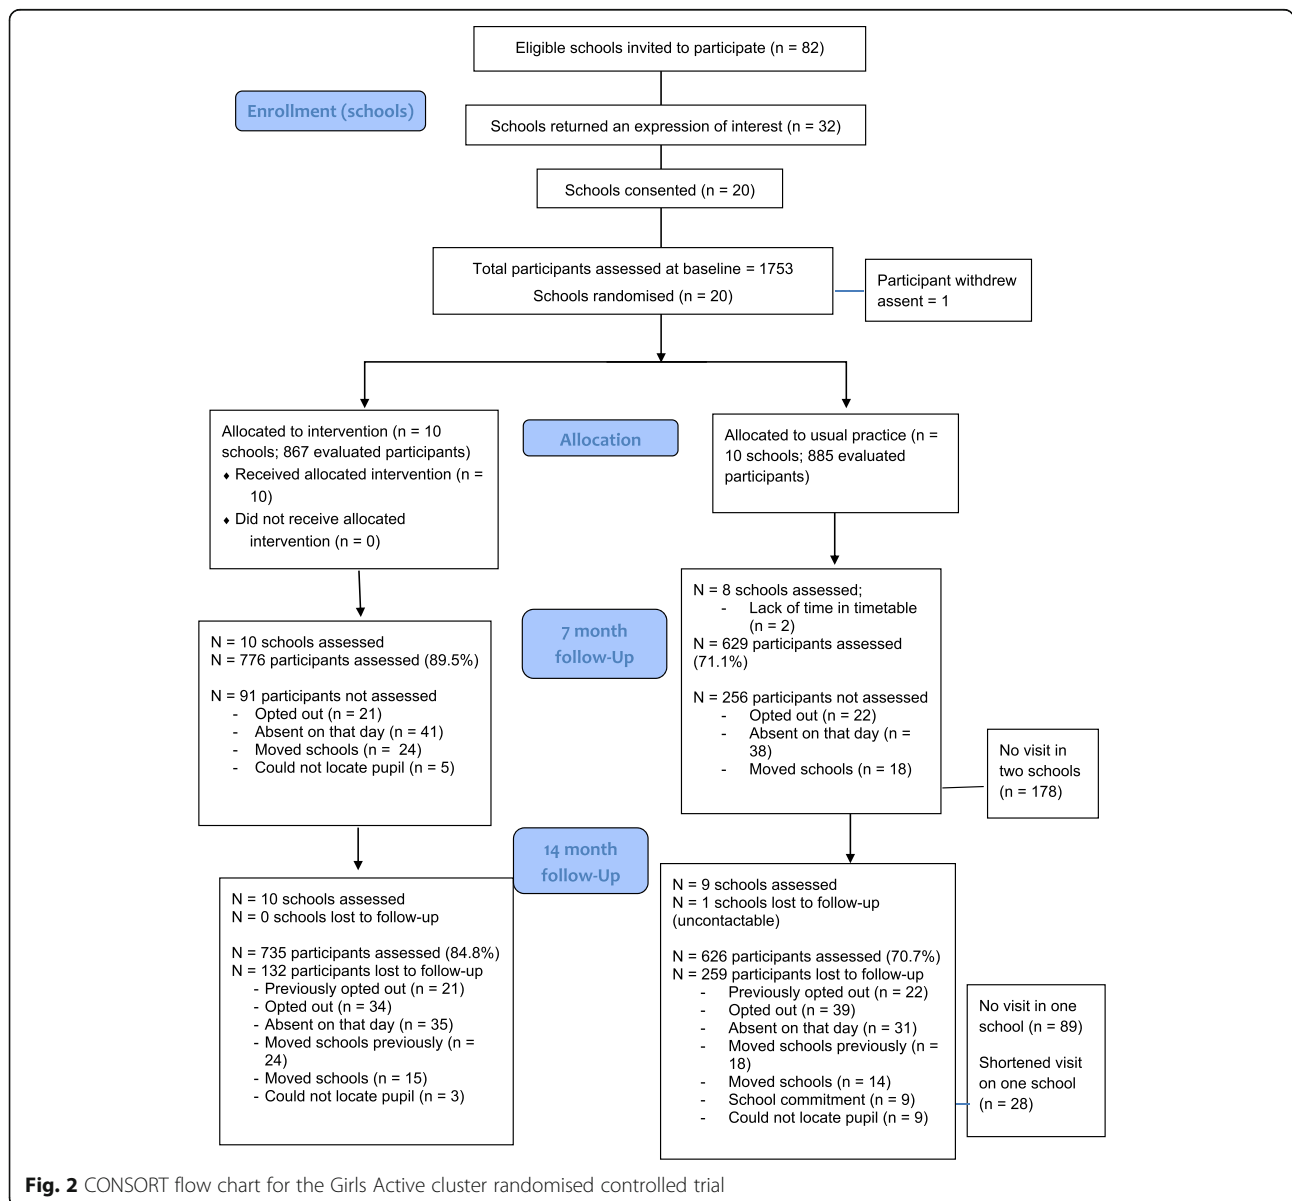 Eligible schools invited to participate (n = 82)
Enrollment (schools)
Schools returned an expression of interest (n = 32)
Schools consented (n = 20)
Total participants assessed at baseline = 1753
Schools randomised (n = 20)
Participant withdrew
assent = 1
Allocated to intervention (n = 10
schools; 867 evaluated participants)
♦ Received allocated intervention (n =
10)
♦ Did not receive allocated
intervention (n = 0)
Allocation
Allocated to usual practice (n =
10 schools; 885 evaluated
participants)
N = 10 schools assessed
N = 776 participants assessed (89.5%)
N = 91 participants not assessed
- Opted out (n = 21)
- Absent on that day (n = 41)
- Moved schools (n = 24)
- Could not locate pupil (n = 5)
7 month
follow-Up
N = 8 schools assessed;
- Lack of time in timetable
(n = 2)
N = 629 participants assessed
(71.1%)
N = 256 participants not assessed
- Opted out (n = 22)
- Absent on that day (n =
38)
- Moved schools (n = 18)
No visit in
two schools
(n = 178)
14 month
follow-Up
N = 10 schools assessed
N = 0 schools lost to follow-up
N = 735 participants assessed (84.8%)
N = 132 participants lost to follow-up
- Previously opted out (n = 21)
- Opted out (n = 34)
- Absent on that day (n = 35)
- Moved schools previously (n =
24)
- Moved schools (n = 15)
- Could not locate pupil (n = 3)
N = 9 schools assessed
N = 1 schools lost to follow-up
(uncontactable)
N = 626 participants assessed (70.7%)
N = 259 participants lost to follow-up
- Previously opted out (n = 22)
- Opted out (n = 39)
- Absent on that day (n = 31)
- Moved schools previously (n =
18)
- Moved schools (n = 14)
- School commitment (n = 9)
- Could not locate pupil (n = 9)
No visit in one
school (n = 89)
Shortened visit
on one school
(n = 28)
Fig. 2 CONSORT flow chart for the Girls Active cluster randomised controlled trial